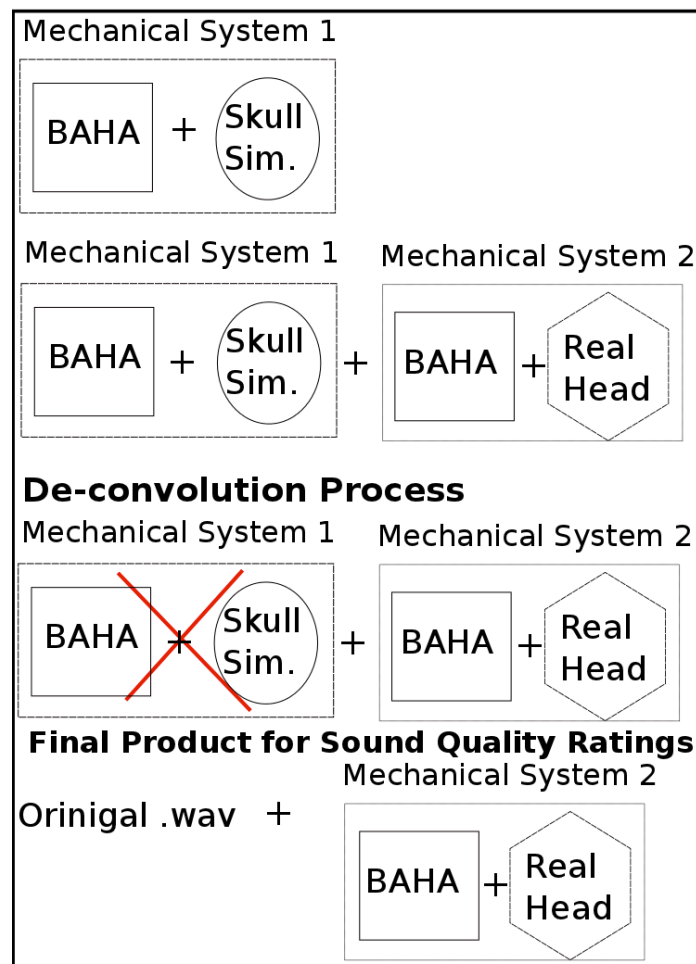 Mechanical System 1
BAHA + Skull Sim.
Mechanical System 1 Mechanical System 2
BAHA + Skull Sim. + BAHA + Real Head
De-convolution Process
Mechanical System 1 Mechanical System 2
BAHA + Skull Sim. + BAHA + Real Head
Final Product for Sound Quality Ratings
Mechanical System 2
Orinigal .wav + BAHA + Real Head